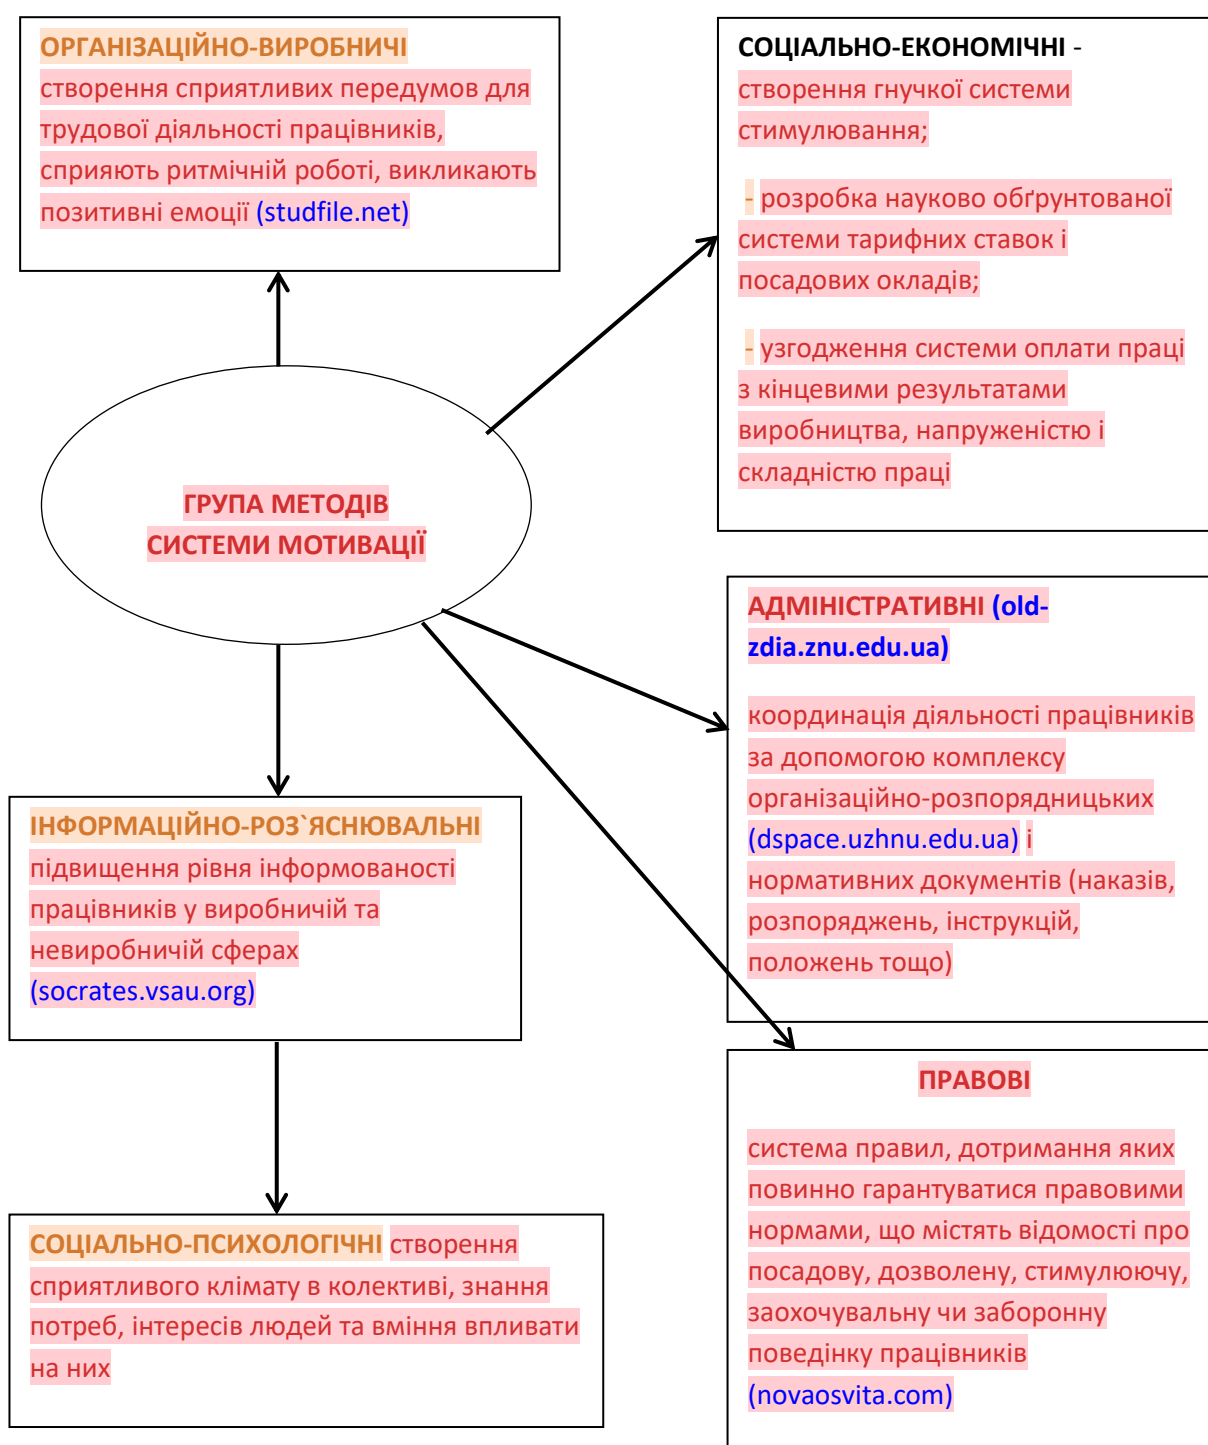 ОРГАНІЗАЦІЙНО-ВИРОБНИЧІ
створення сприятливих передумов для
трудової діяльності працівників,
сприяють ритмічній роботі, викликають
позитивні емоції (studfile.net)
СОЦІАЛЬНО-ЕКОНОМІЧНІ -
створення гнучкої системи
стимулювання;
- розробка науково обґрунтованої
системи тарифних ставок і
посадових окладів;
- узгодження системи оплати праці
з кінцевими результатами
виробництва, напруженістю і
складністю праці
ГРУПА МЕТОДІВ
СИСТЕМИ МОТИВАЦІЇ
АДМІНІСТРАТИВНІ (old-
zdia.znu.edu.ua)
координація діяльності працівників
за допомогою комплексу
організаційно-розпорядницьких
(dspace.uzhnu.edu.ua) і
нормативних документів (наказів,
розпоряджень, інструкцій,
положень тощо)
ІНФОРМАЦІЙНО-РОЗ`ЯСНЮВАЛЬНІ
підвищення рівня інформованості
працівників у виробничій та
невиробничій сферах
(socrates.vsau.org)
ПРАВОВІ
система правил, дотримання яких
повинно гарантуватися правовими
нормами, що містять відомості про
посадову, дозволену, стимулюючу,
заохочувальну чи заборонну
поведінку працівників
(novaosvita.com)
СОЦІАЛЬНО-ПСИХОЛОГІЧНІ створення
сприятливого клімату в колективі, знання
потреб, інтересів людей та вміння впливати
на них